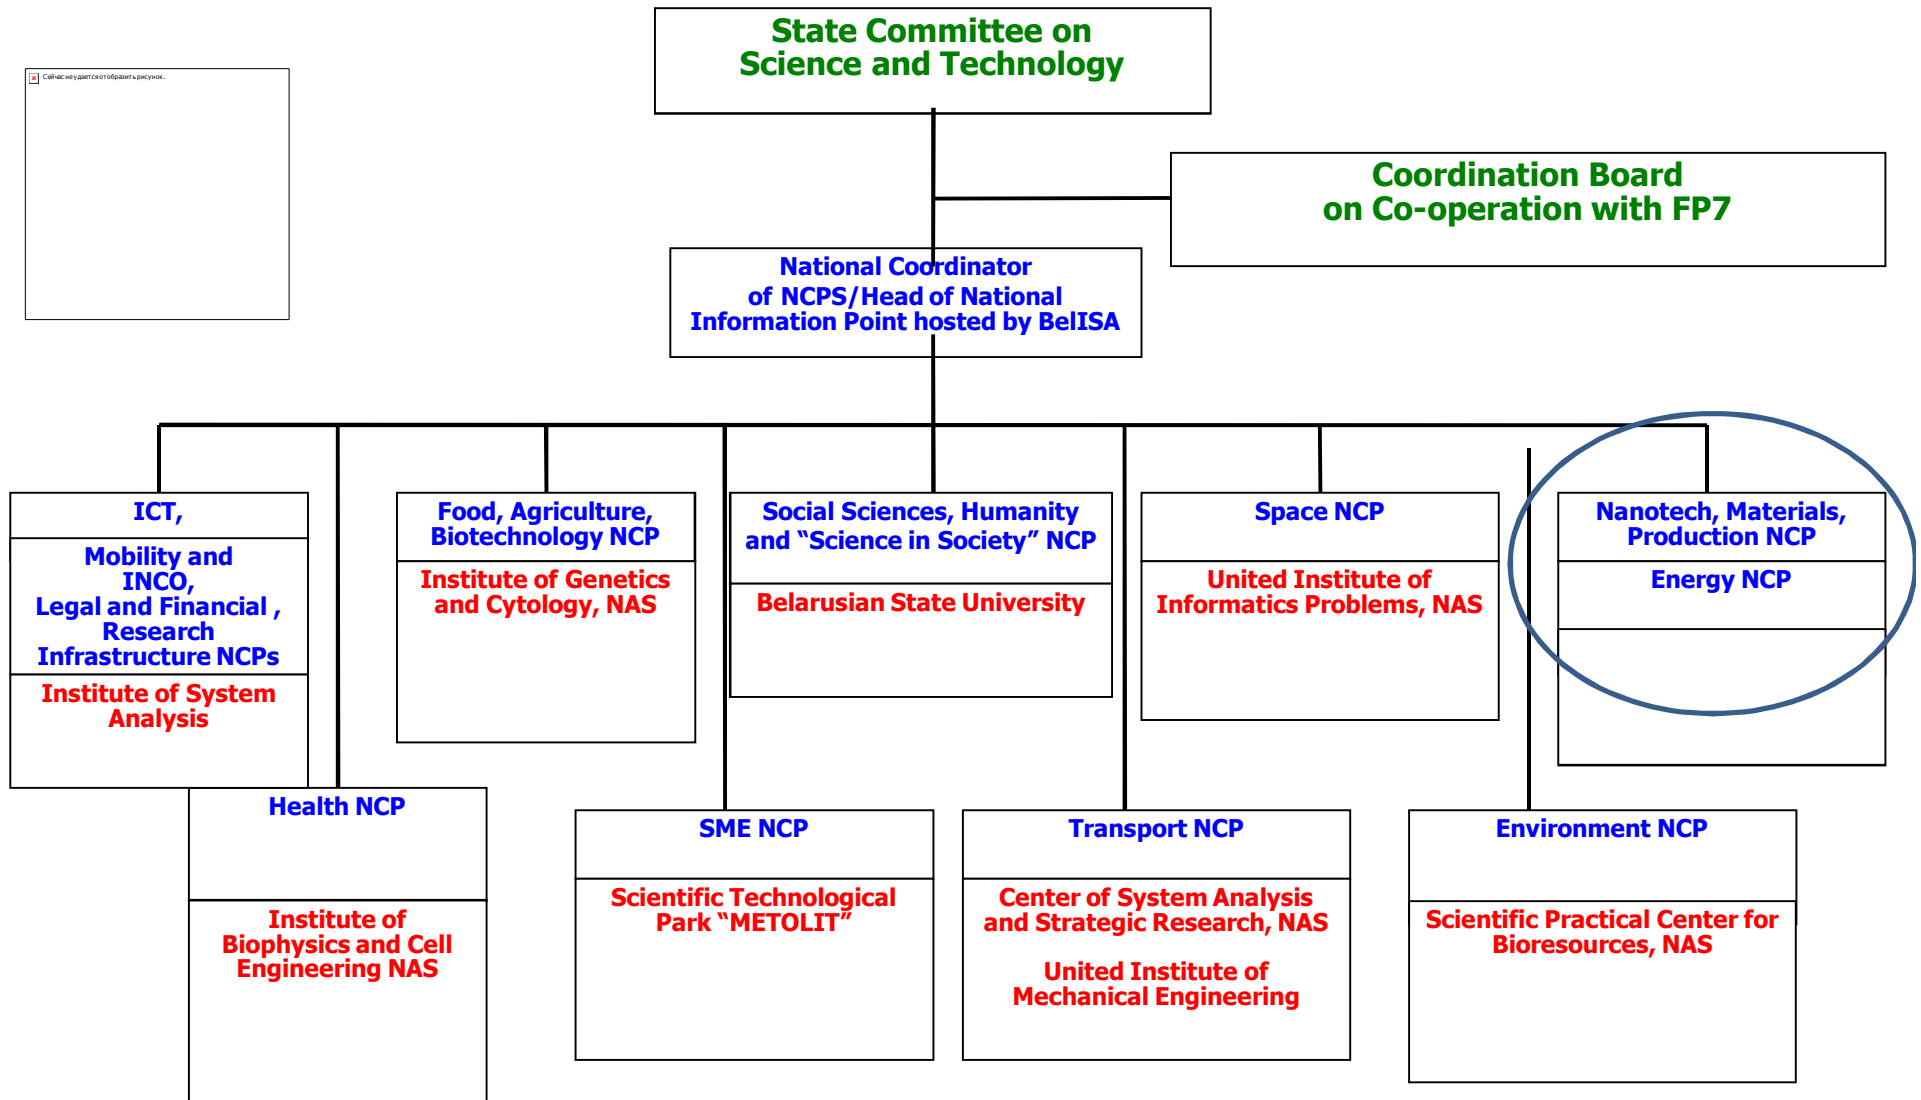 State Committee on
Science and Technology
Сейчас не удается отобразить рисунок.
Coordination Board
on Co-operation with FP7
National Coordinator
of NCPS/Head of National
Information Point hosted by BelISA
ICT,
Mobility and
INCO,
Legal and Financial ,
Research
Infrastructure NCPs
Institute of System
Analysis
Food, Agriculture,
Biotechnology NCP
Institute of Genetics
and Cytology, NAS
Social Sciences, Humanity
and “Science in Society” NCP
Belarusian State University
Space NCP
United Institute of
Informatics Problems, NAS
Nanotech, Materials,
Production NCP
Energy NCP
Health NCP
Institute of
Biophysics and Cell
Engineering NAS
SME NCP
Scientific Technological
Park “METOLIT”
Transport NCP
Center of System Analysis
and Strategic Research, NAS
United Institute of
Mechanical Engineering
Environment NCP
Scientific Practical Center for
Bioresources, NAS